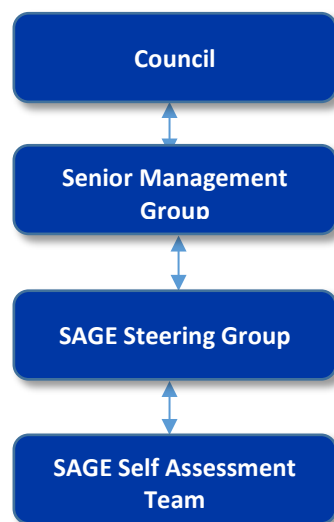 Council
Senior Management
Group
SAGE Steering Group
SAGE Self Assessment
Team